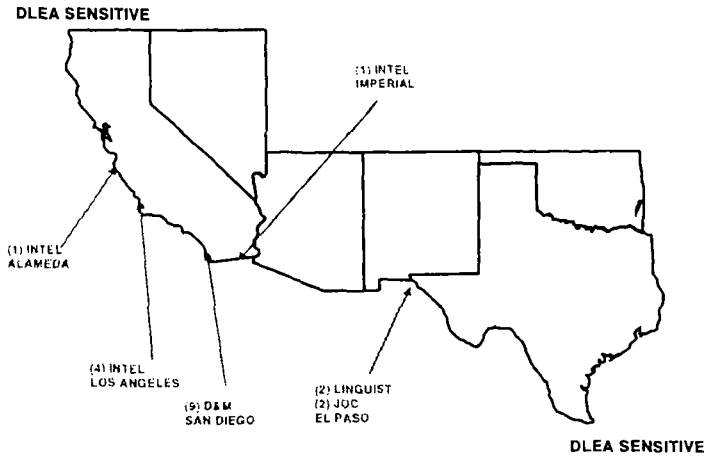 DLEA SENSITIVE
(1) INTEL
IMPERIAL
(1) INTEL
ALAMEDA
(4) INTEL
LOS ANGELES
(9) D&M
SAN DIEGO
(2) LINGUIST
(2) JOC
EL PASO
DLEA SENSITIVE